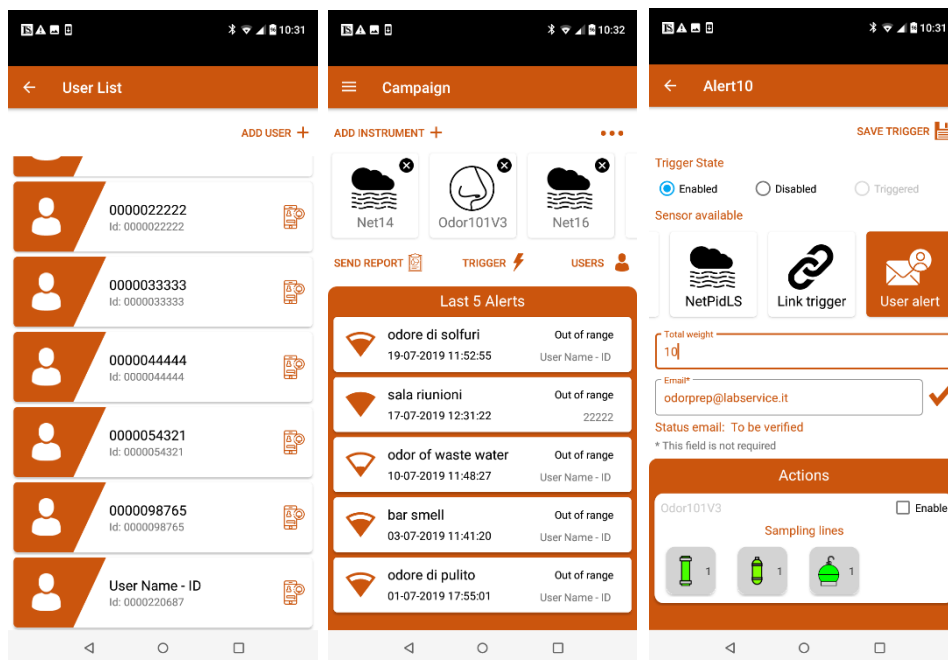 10:31
User List
ADD USER +
0000022222
Id: 0000022222
0000033333
Id: 0000033333
0000044444
Id: 0000044444
0000054321
Id: 0000054321
0000098765
Id: 0000098765
User Name - ID
Id: 0000220687
10:32
Campaign
ADD INSTRUMENT +
Net14
Odor101V3
Net16
SEND REPORT
TRIGGER
USERS
Last 5 Alerts
odore di solfuri Out of range
19-07-2019 11:52:55 User Name - ID
sala riunioni Out of range
17-07-2019 12:31:22 22222
odor of waste water Out of range
10-07-2019 11:48:27 User Name - ID
bar smell Out of range
03-07-2019 11:41:20 User Name - ID
odore di pulito Out of range
01-07-2019 17:55:01 User Name - ID
10:31
Alert10
SAVE TRIGGER
Trigger State
Enabled Disabled Triggered
Sensor available
NetPidLS Link trigger User alert
Total weight
10
Email*
odorprep@labservice.it
Status email: To be verified
* This field is not required
Actions
Odor101V3 Enable
Sampling lines
1 1 1